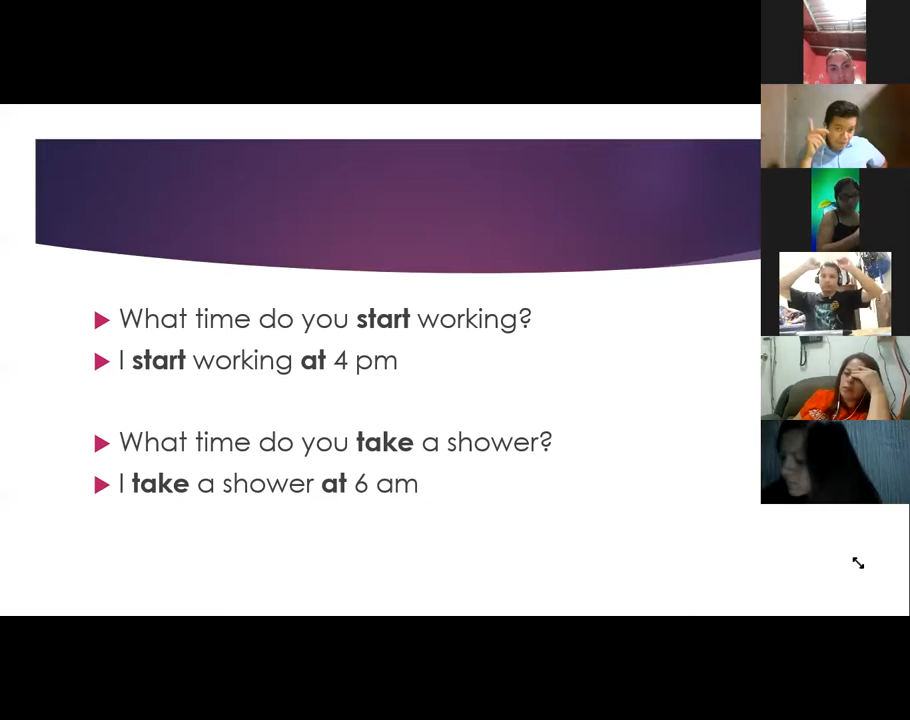 What time do you start working?
I start working at 4 pm
What time do you take a shower?
I take a shower at 6 am